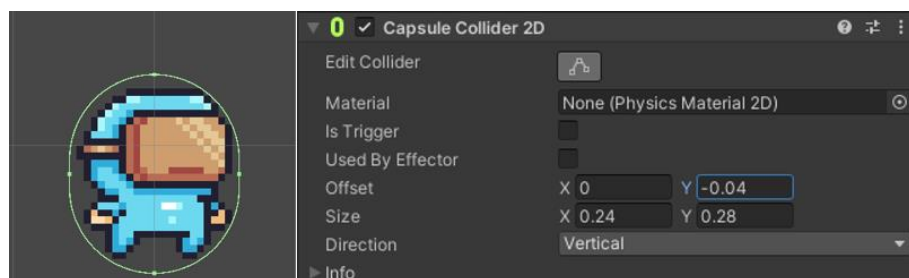 Capsule Collider 2D
Edit Collider
Material None (Physics Material 2D)
Is Trigger
Used By Effector
Offset X 0 Y -0.04
Size X 0.24 Y 0.28
Direction Vertical
Info